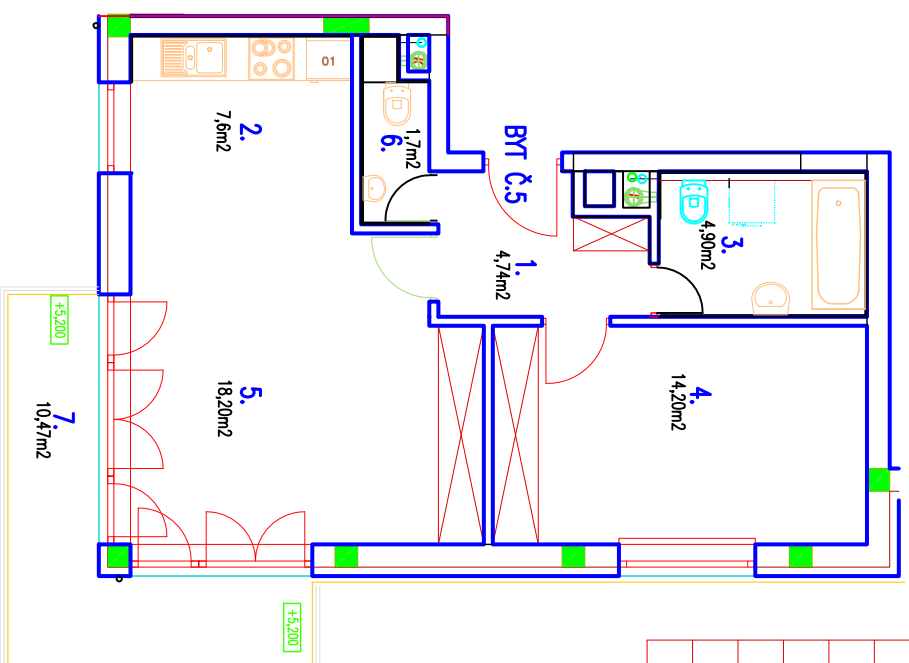 BYT Č.5
1.
4,74m2
2.
7,6m2
3.
4,90m2
4.
14,20m2
5.
18,20m2
6.
1,7m2
7.
10,47m2
01
+5,200
+5,200